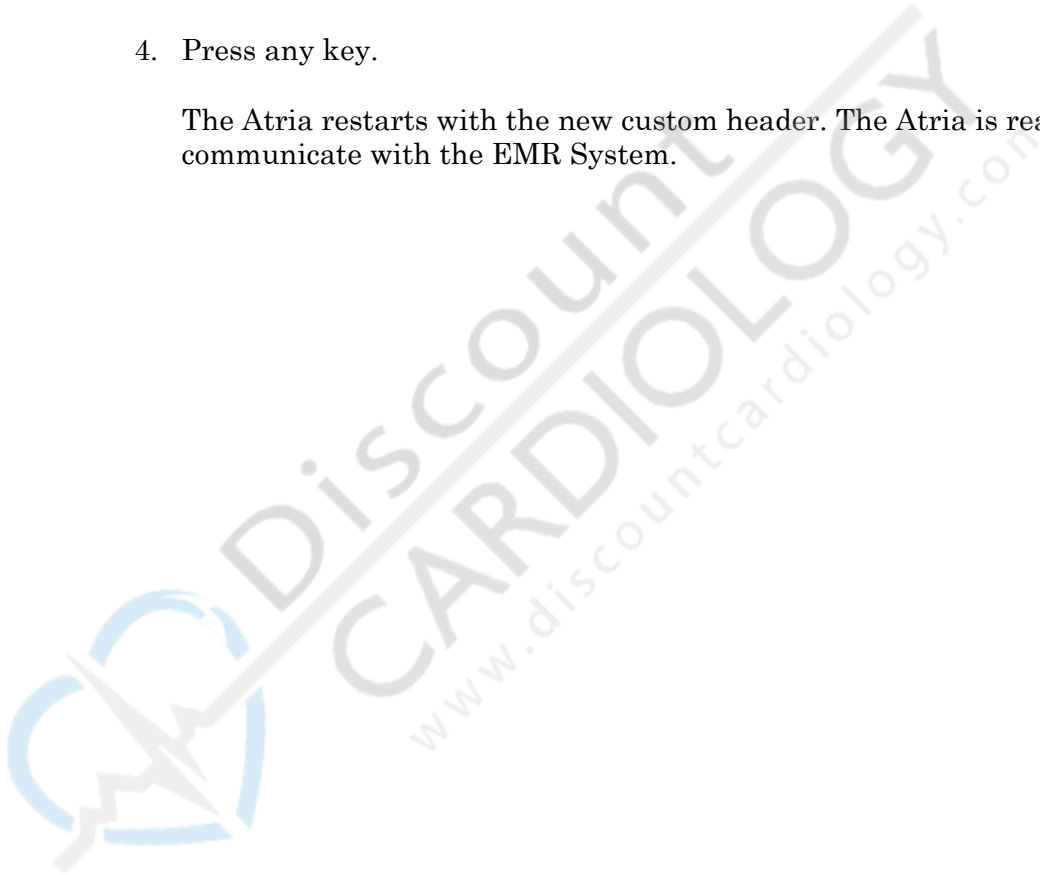 4. Press any key.
The Atria restarts with the new custom header. The Atria is
communicate with the EMR System.
Discount
CARDIOLOGY
www.discountcardiology.com